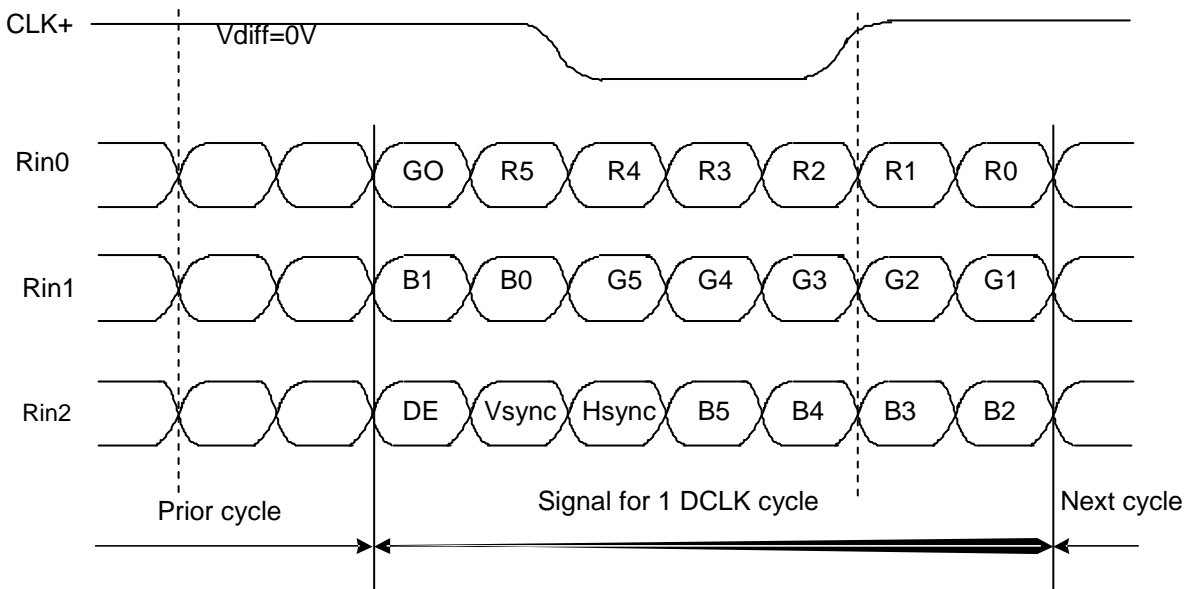 CLK+
Vdiff=0V
Rin0 GO R5 R4 R3 R2 R1 R0
Rin1 B1 B0 G5 G4 G3 G2 G1
Rin2 DE Vsync Hsync B5 B4 B3 B2
Prior cycle Signal for 1 DCLK cycle Next cycle